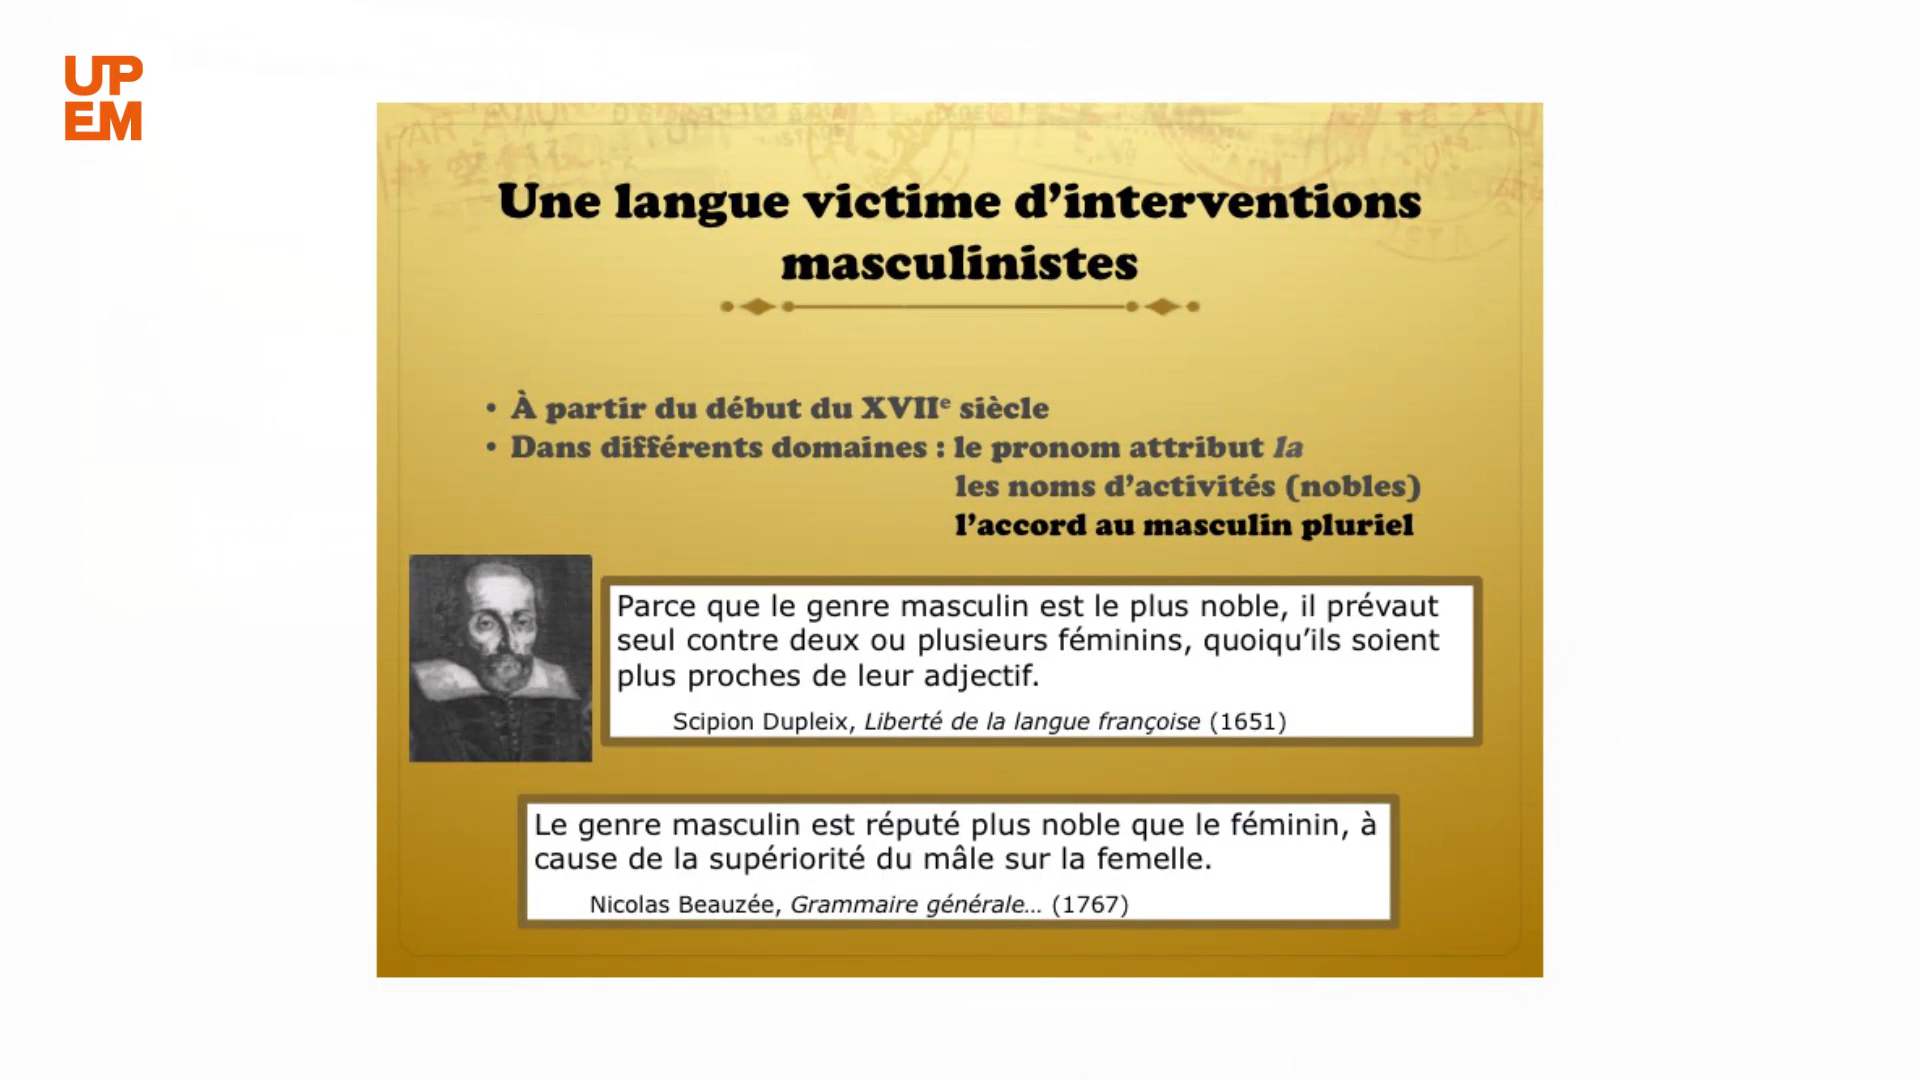 UP
EM
Une langue victime d’interventions
masculinistes
• À partir du début du XVIIe siècle
• Dans différents domaines : le pronom attribut la
les noms d’activités (nobles)
l’accord au masculin pluriel
Parce que le genre masculin est le plus noble, il prévaut
seul contre deux ou plusieurs féminins, quoiqu’ils soient
plus proches de leur adjectif.
Scipion Dupleix, Liberté de la langue françoise (1651)
Le genre masculin est réputé plus noble que le féminin, à
cause de la supériorité du mâle sur la femelle.
Nicolas Beauzée, Grammaire générale... (1767)